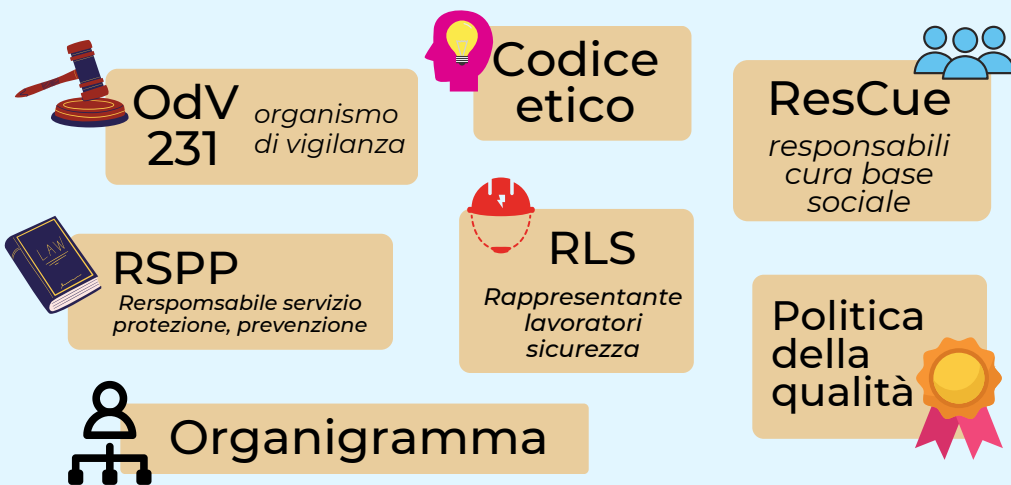 OdV
231
organismo
di vigilanza
Codice
etico
ResCue
responsabili
cura base
sociale
LAW
RSPP
Rerspomsabile servizio
protezione, prevenzione
RLS
Rappresentante
lavoratori
sicurezza
Politica
della
qualità
Organigramma